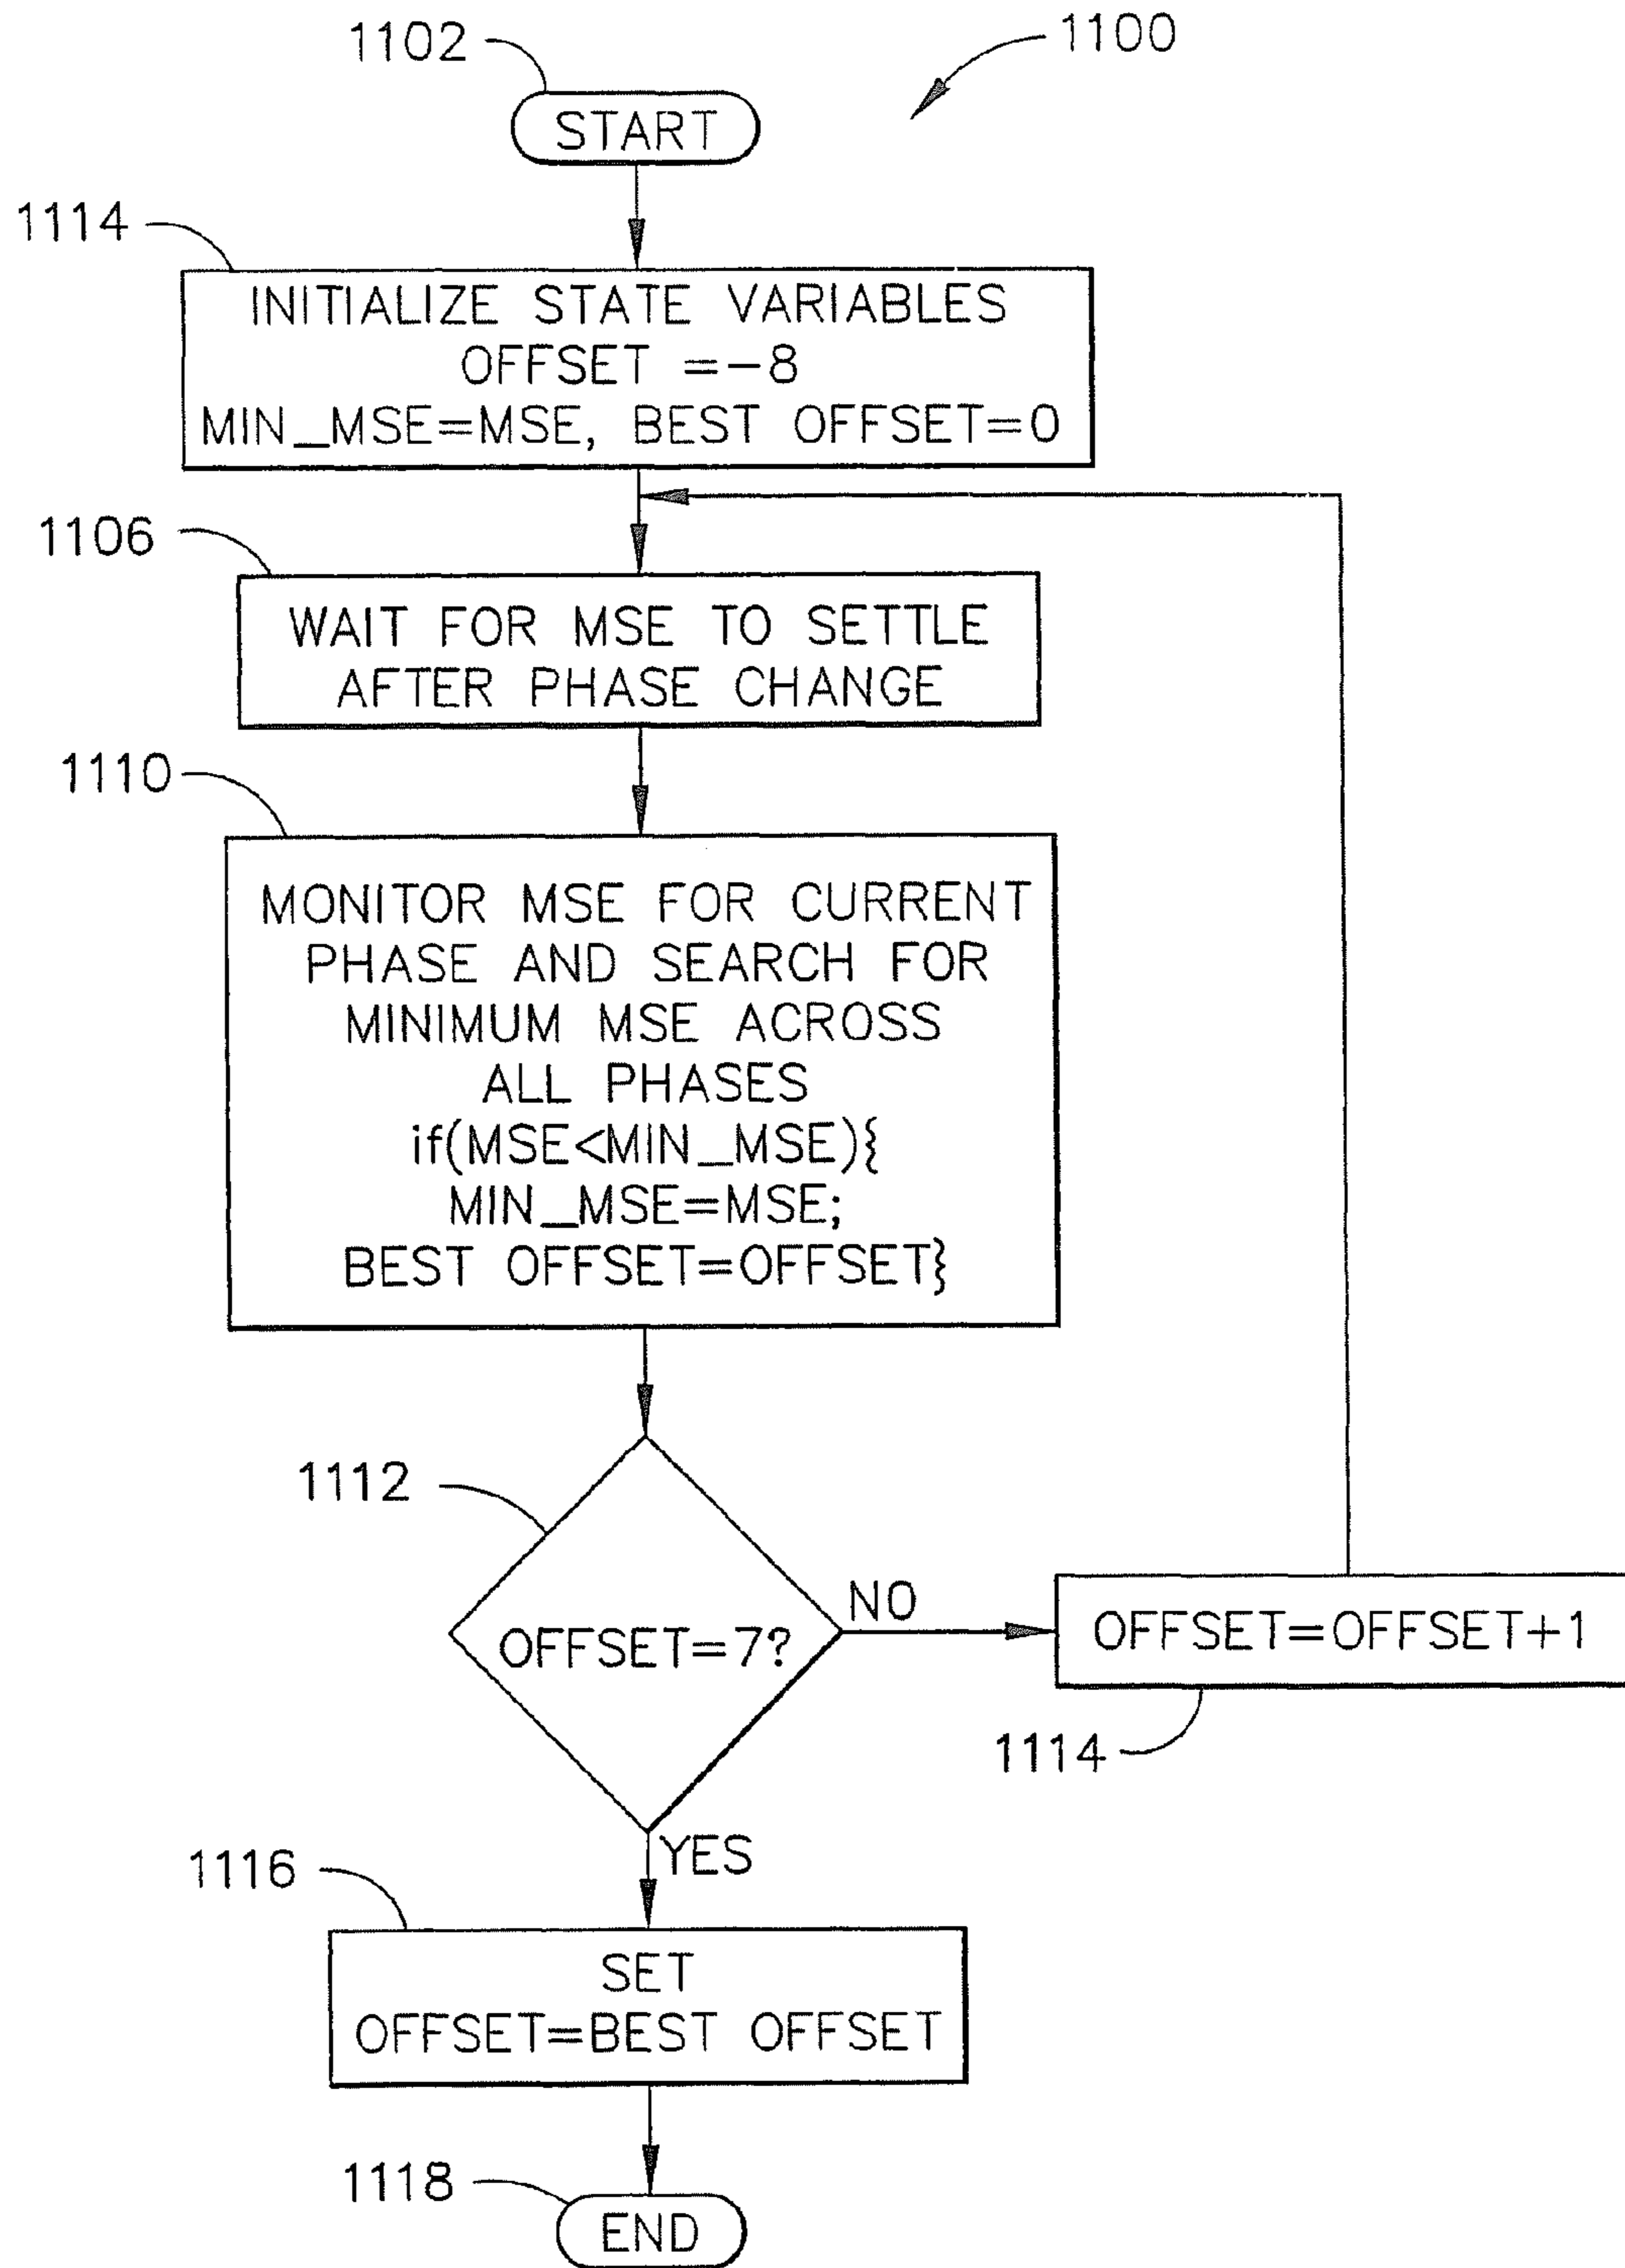 1102
1100
START
1114
INITIALIZE STATE VARIABLES
OFFSET =-8
MIN_MSE=MSE, BEST OFFSET=0
1106
WAIT FOR MSE TO SETTLE
AFTER PHASE CHANGE
1110
MONITOR MSE FOR CURRENT
PHASE AND SEARCH FOR
MINIMUM MSE ACROSS
ALL PHASES
if(MSE<MIN_MSE){
MIN_MSE=MSE;
BEST OFFSET=OFFSET}
1112
OFFSET=7?
NO
OFFSET=OFFSET+1
1114
YES
1116
SET
OFFSET=BEST OFFSET
1118
END